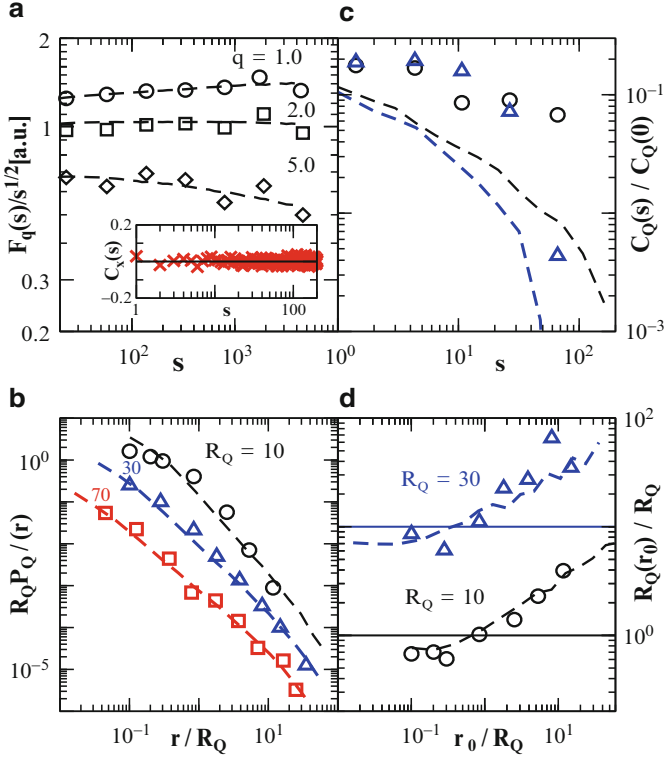 a
2
1
0.3
0.2
F_q(s)/s^{1/2}[a.u.]
q = 1.0
2.0
5.0
0.2
-0.2
C_x(s)
1
100
s
10^2
10^3
s
c
10^{-1}
10^{-3}
C_Q(s) / C_Q(0)
10^0
10^1
10^2
s
b
10^0
10^{-5}
R_Q P_Q /(r)
R_Q = 10
30
70
10^{-1}
10^1
r/R_Q
d
10^2
10^0
R_Q(r_0) / R_Q
R_Q = 30
R_Q = 10
10^{-1}
10^1
r_0/R_Q